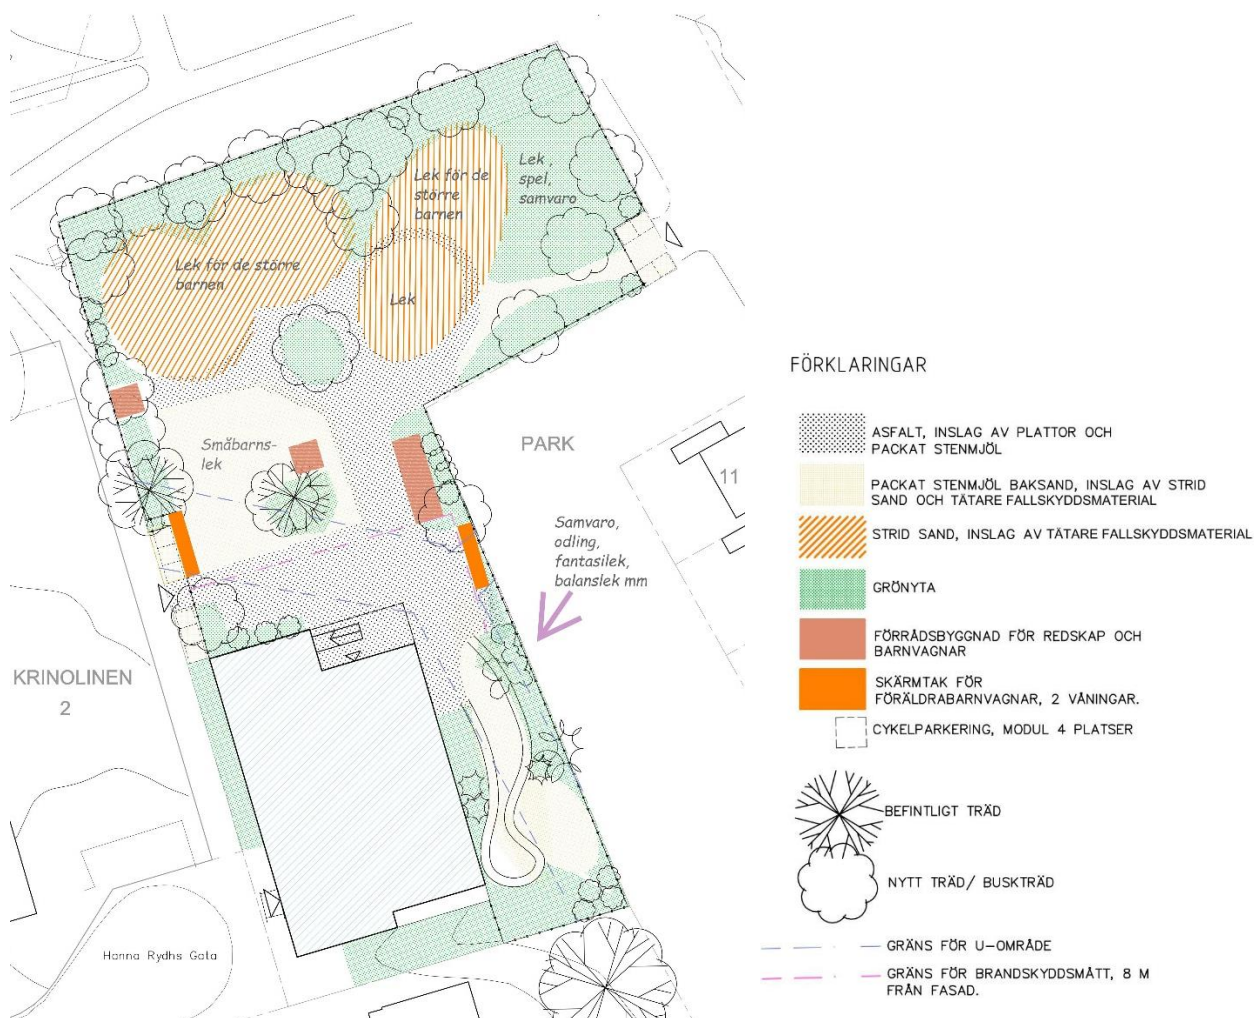 Lek,
spel,
samvaro
Lek för de
större
barnen
Lek för de större
barnen
Lek
Småbarns-
lek
PARK
11
Samvaro,
odling,
fantasilek,
balanslek mm
KRINOLINEN
2
Hanna Rydhs Gata
FÖRKLARINGAR
ASFALT, INSLAG AV PLATTOR OCH
PACKAT STENMJÖL
PACKAT STENMJÖL BAKSAND, INSLAG AV STRID
SAND OCH TÄTARE FALLSKYDDSMATERIAL
STRID SAND, INSLAG AV TÄTARE FALLSKYDDSMATERIAL
GRÖNYTA
FÖRRÅDSBYGGNAD FÖR REDSKAP OCH
BARNVAGNAR
SKÄRMTAK FÖR
FÖRÄLDRABARNVAGNAR, 2 VÅNINGAR.
CYKELPARKERING, MODUL 4 PLATSER
BEFINTLIGT TRÄD
NYTT TRÄD/ BUSKTRÄD
GRÄNS FÖR U-OMRÅDE
GRÄNS FÖR BRANDSKYDDSMÅTT, 8 M
FRÅN FASAD.